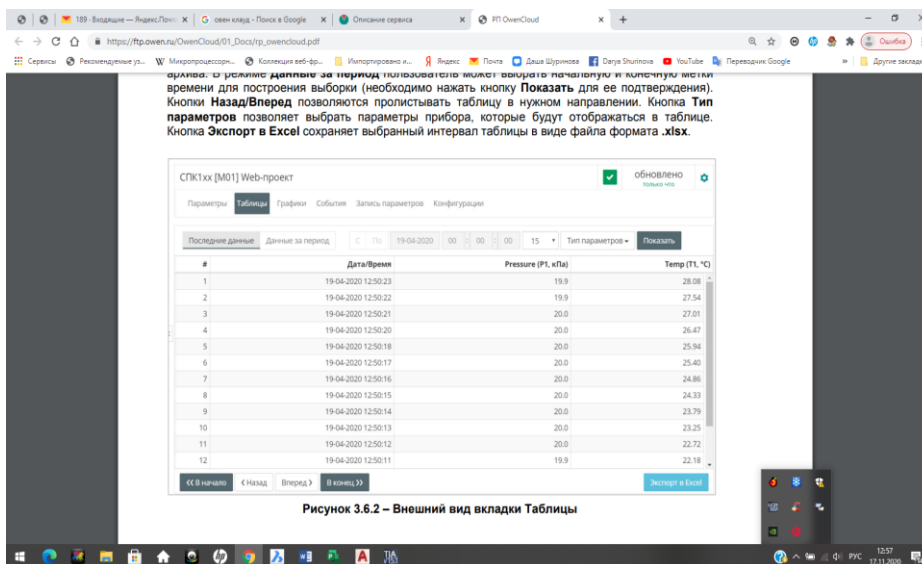 189 · Входящие — Яндекс.Почт
овен клауд - Поиск в Google
Описание сервиса
РП OwenCloud
https://ftp.owen.ru/OwenCloud/01_Docs/rp_owencloud.pdf
Ошибка
Сервисы Рекомендуемые уз... Микропроцессорн... Коллекция веб-фр... Импортировано и... Яндекс Почта Даша Шуринова Darya Shurinova YouTube Переводчик Google » Другие заклад
архива. В режиме Данные за период пользователь может выбрать начальную и конечную метки
времени для построения выборки (необходимо нажать кнопку Показать для ее подтверждения).
Кнопки Назад/Вперед позволяются пролистывать таблицу в нужном направлении. Кнопка Тип
параметров позволяет выбрать параметры прибора, которые будут отображаться в таблице.
Кнопка Экспорт в Excel сохраняет выбранный интервал таблицы в виде файла формата .xlsx.
СПК1xx [M01] Web-проект
обновлено
только что
Параметры Таблицы Графики События Запись параметров Конфигурации
Последние данные Данные за период С По 19-04-2020 00 : 00 : 00 15 Тип параметров Показать
# Дата/Время Pressure (P1, кПа) Temp (T1, °C)
1 19-04-2020 12:50:23 19.9 28.08
2 19-04-2020 12:50:22 19.9 27.54
3 19-04-2020 12:50:21 20.0 27.01
4 19-04-2020 12:50:20 20.0 26.47
5 19-04-2020 12:50:18 20.0 25.94
6 19-04-2020 12:50:17 20.0 25.40
7 19-04-2020 12:50:16 20.0 24.86
8 19-04-2020 12:50:15 20.0 24.33
9 19-04-2020 12:50:14 20.0 23.79
10 19-04-2020 12:50:13 20.0 23.25
11 19-04-2020 12:50:12 20.0 22.72
12 19-04-2020 12:50:11 19.9 22.18
❮❮ В начало ❮ Назад Вперед ❯ В конец ❯❯ Экспорт в Excel
Рисунок 3.6.2 – Внешний вид вкладки Таблицы
РУС
12:57
17.11.2020